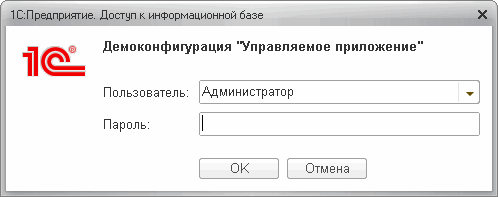 1С:Предприятие. Доступ к информационной базе
1С®
Демоконфигурация "Управляемое приложение"
Пользователь: Администратор
Пароль:
OK Отмена